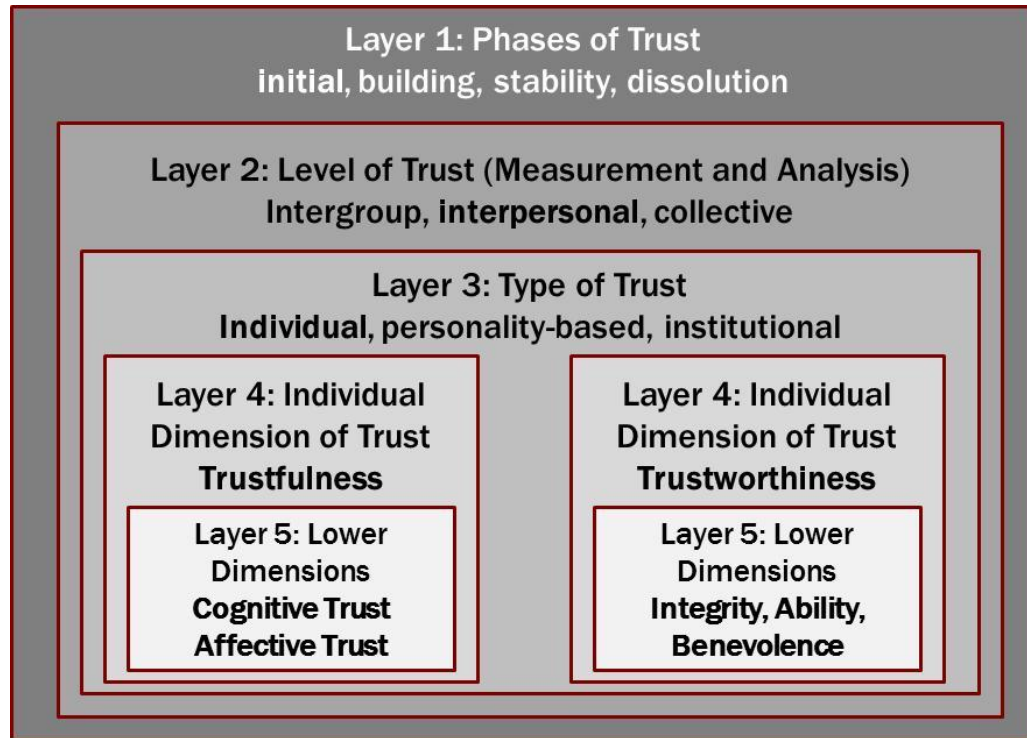 Layer 1: Phases of Trust
initial, building, stability, dissolution
Layer 2: Level of Trust (Measurement and Analysis)
Intergroup, interpersonal, collective
Layer 3: Type of Trust
Individual, personality-based, institutional
Layer 4: Individual
Dimension of Trust
Trustfulness
Layer 5: Lower
Dimensions
Cognitive Trust
Affective Trust
Layer 4: Individual
Dimension of Trust
Trustworthiness
Layer 5: Lower
Dimensions
Integrity, Ability,
Benevolence